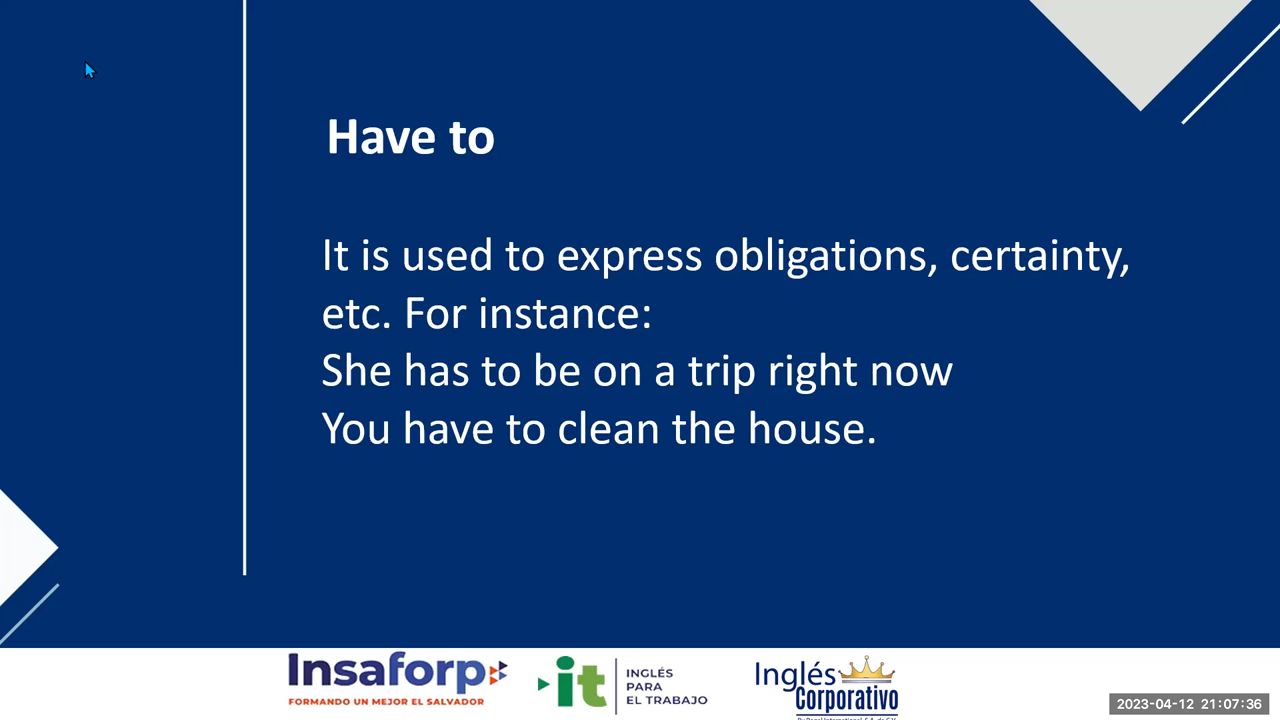 Have to
It is used to express obligations, certainty,
etc. For instance:
She has to be on a trip right now
You have to clean the house.
Insaforp
FORMANDO UN MEJOR EL SALVADOR
it
INGLÉS
PARA
EL TRABAJO
Inglés
Corporativo
2023-04-12 21:07:36